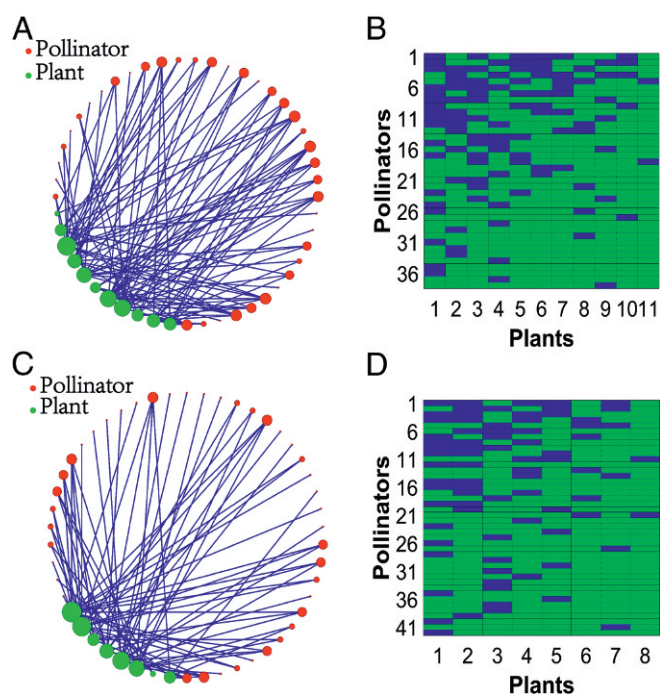 A
Pollinator
Plant
B
Pollinators
1
6
11
16
21
26
31
36
1 2 3 4 5 6 7 8 9 10 11
Plants
C
Pollinator
Plant
D
Pollinators
1
6
11
16
21
26
31
36
41
1 2 3 4 5 6 7 8
Plants